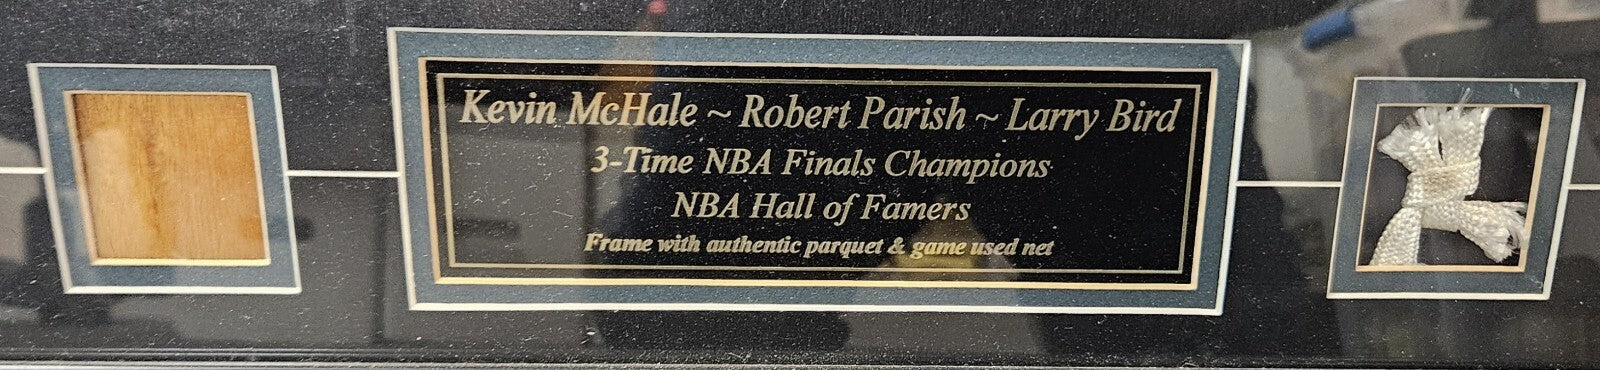 Kevin McHale ~ Robert Parish ~ Larry Bird
3-Time NBA Finals Champions
NBA Hall of Famers
Frame with authentic parquet & game used net